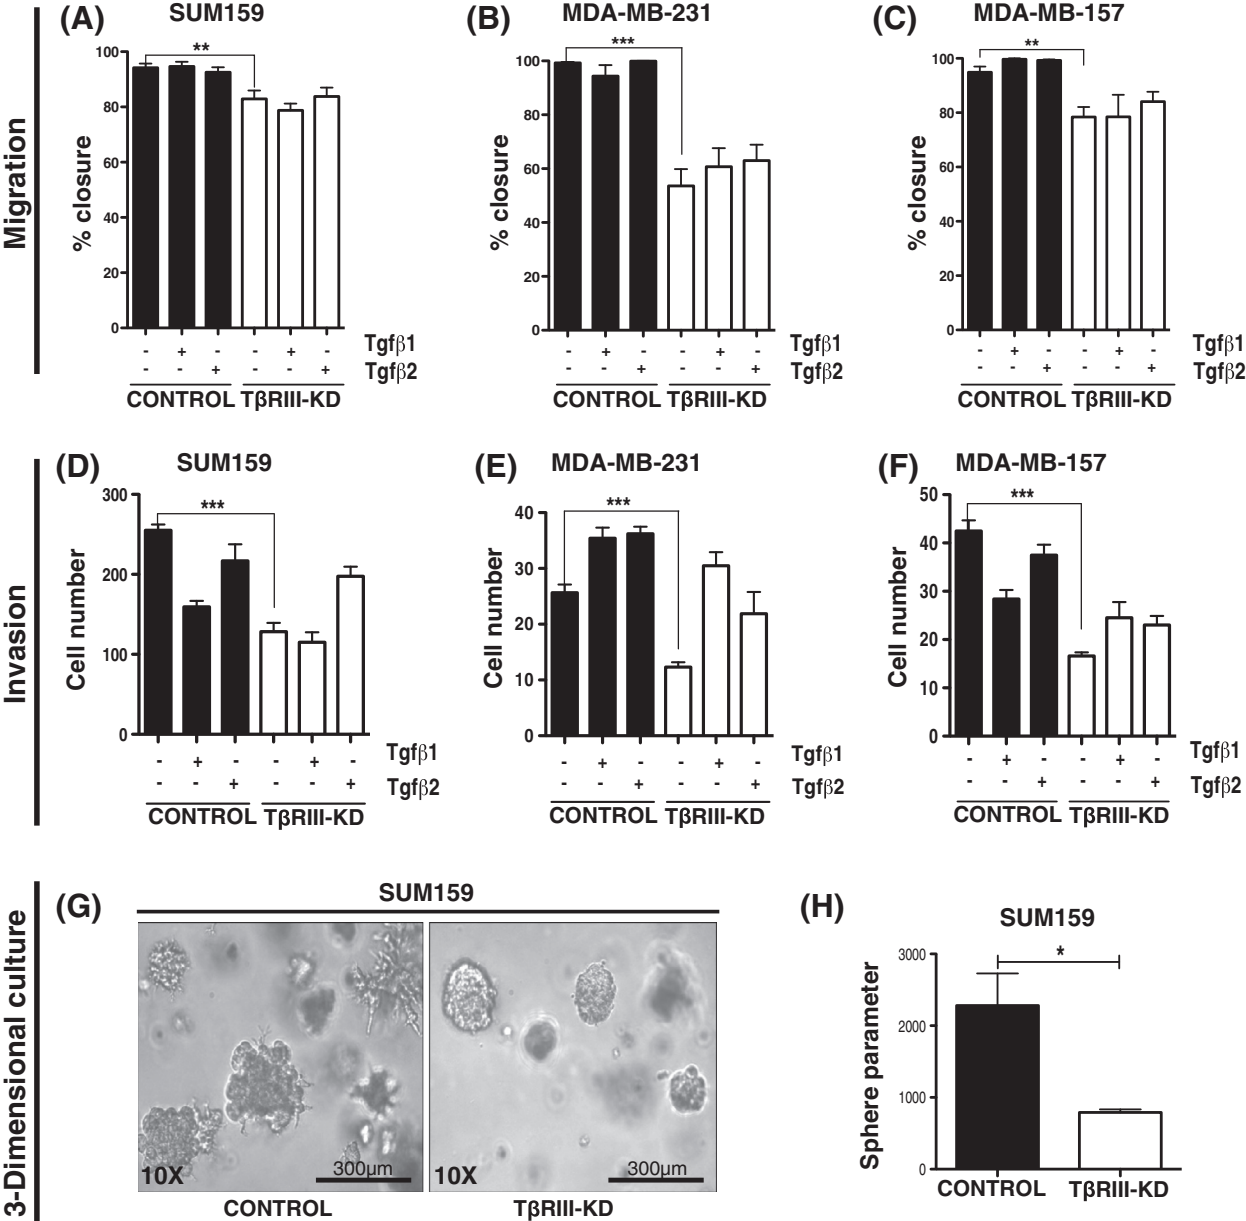 Migration
(A) SUM159
**
% closure
100
80
60
40
20
0
- + - - + - Tgfβ1
- - + - - + Tgfβ2
CONTROL TβRIII-KD
(B) MDA-MB-231
***
% closure
100
80
60
40
20
0
- + - - + - Tgfβ1
- - + - - + Tgfβ2
CONTROL TβRIII-KD
(C) MDA-MB-157
**
% closure
100
80
60
40
20
0
- + - - + - Tgfβ1
- - + - - + Tgfβ2
CONTROL TβRIII-KD
Invasion
(D) SUM159
***
Cell number
300
200
100
0
- + - - + - Tgfβ1
- - + - - + Tgfβ2
CONTROL TβRIII-KD
(E) MDA-MB-231
***
Cell number
40
30
20
10
0
- + - - + - Tgfβ1
- - + - - + Tgfβ2
CONTROL TβRIII-KD
(F) MDA-MB-157
***
Cell number
50
40
30
20
10
0
- + - - + - Tgfβ1
- - + - - + Tgfβ2
CONTROL TβRIII-KD
3-Dimensional culture
(G) SUM159
10X 300µm
10X 300µm
CONTROL TβRIII-KD
(H) SUM159
*
Sphere parameter
3000
2000
1000
0
CONTROL TβRIII-KD